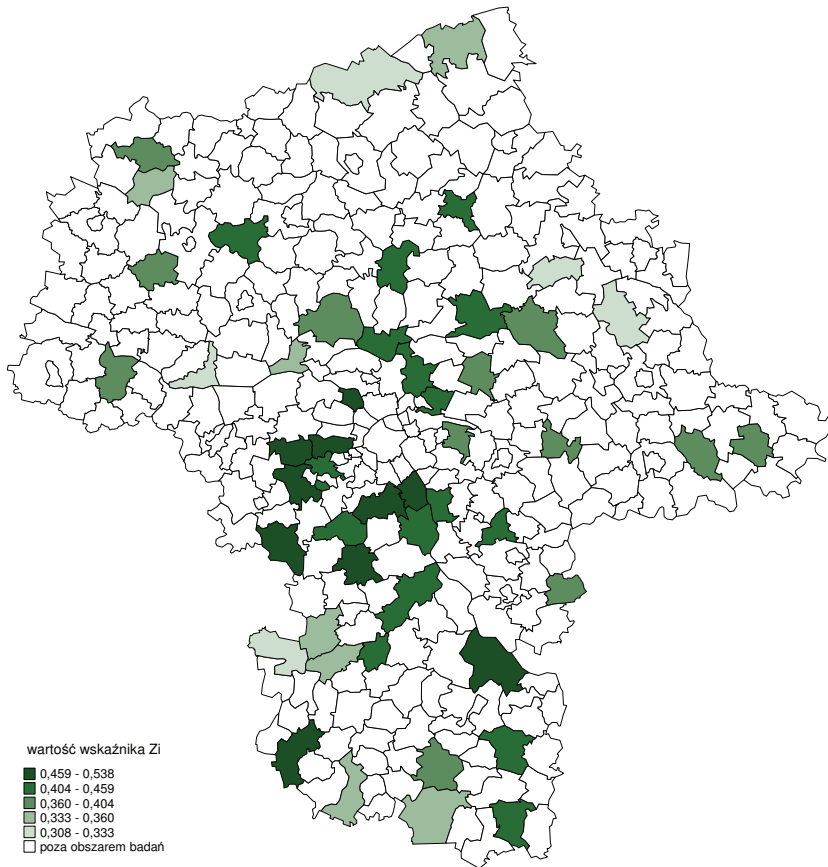 wartość wskaźnika Zi
0,459 - 0,538
0,404 - 0,459
0,360 - 0,404
0,333 - 0,360
0,308 - 0,333
poza obszarem badań